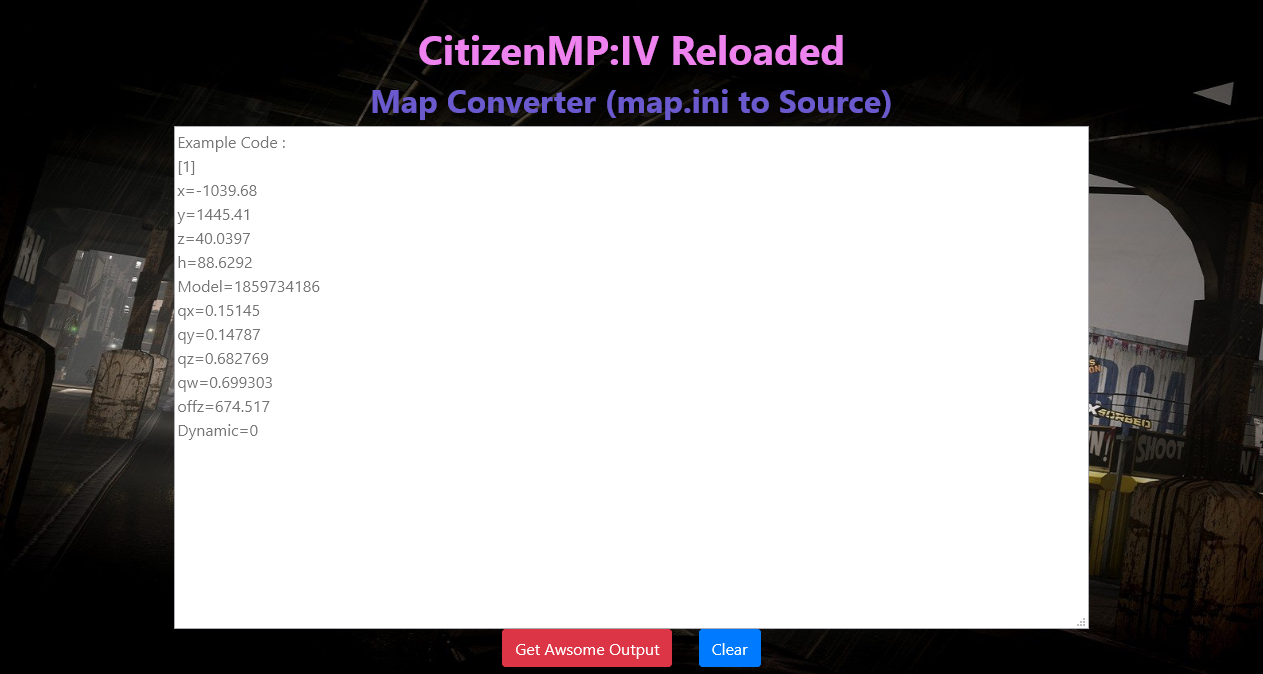 CitizenMP:IV Reloaded
Map Converter (map.ini to Source)
Example Code :
[1]
x=-1039.68
y=1445.41
z=40.0397
h=88.6292
Model=1859734186
qx=0.15145
qy=0.14787
qz=0.682769
qw=0.699303
offz=674.517
Dynamic=0
SHOOT
Get Awsome Output
Clear